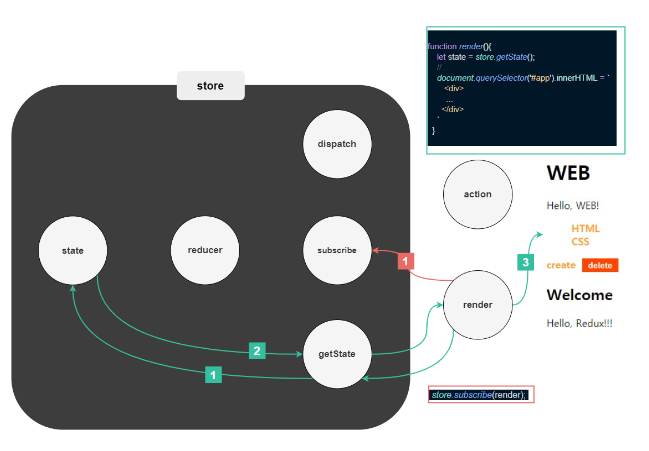 function render(){
let state = store.getState();
//
document.querySelector('#app').innerHTML = `
<div>
...
</div>
`
}
store
dispatch
action
WEB
Hello, WEB!
HTML
CSS
state
reducer
subscribe
1
3
create delete
Welcome
render
Hello, Redux!!!
2
getState
1
store.subscribe(render);